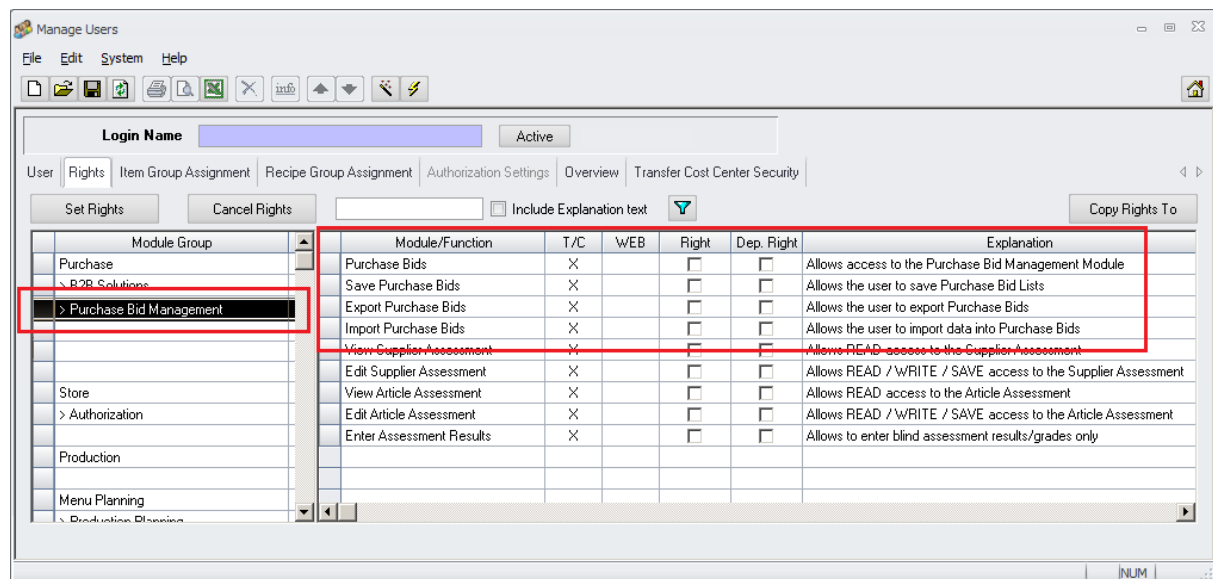 Manage Users
File Edit System Help
info
Login Name Active
User Rights Item Group Assignment Recipe Group Assignment Authorization Settings Overview Transfer Cost Center Security
Set Rights Cancel Rights Include Explanation text Copy Rights To
Module Group Module/Function T/C WEB Right Dep. Right Explanation
Purchase Purchase Bids X Allows access to the Purchase Bid Management Module
> B2B Solutions Save Purchase Bids X Allows the user to save Purchase Bid Lists
> Purchase Bid Management Export Purchase Bids X Allows the user to export Purchase Bids
Import Purchase Bids X Allows the user to import data into Purchase Bids
View Supplier Assessment X Allows READ access to the Supplier Assessment
Edit Supplier Assessment X Allows READ / WRITE / SAVE access to the Supplier Assessment
Store View Article Assessment X Allows READ access to the Article Assessment
> Authorization Edit Article Assessment X Allows READ / WRITE / SAVE access to the Article Assessment
Enter Assessment Results X Allows to enter blind assessment results/grades only
Production
Menu Planning
> Production Planning
NUM